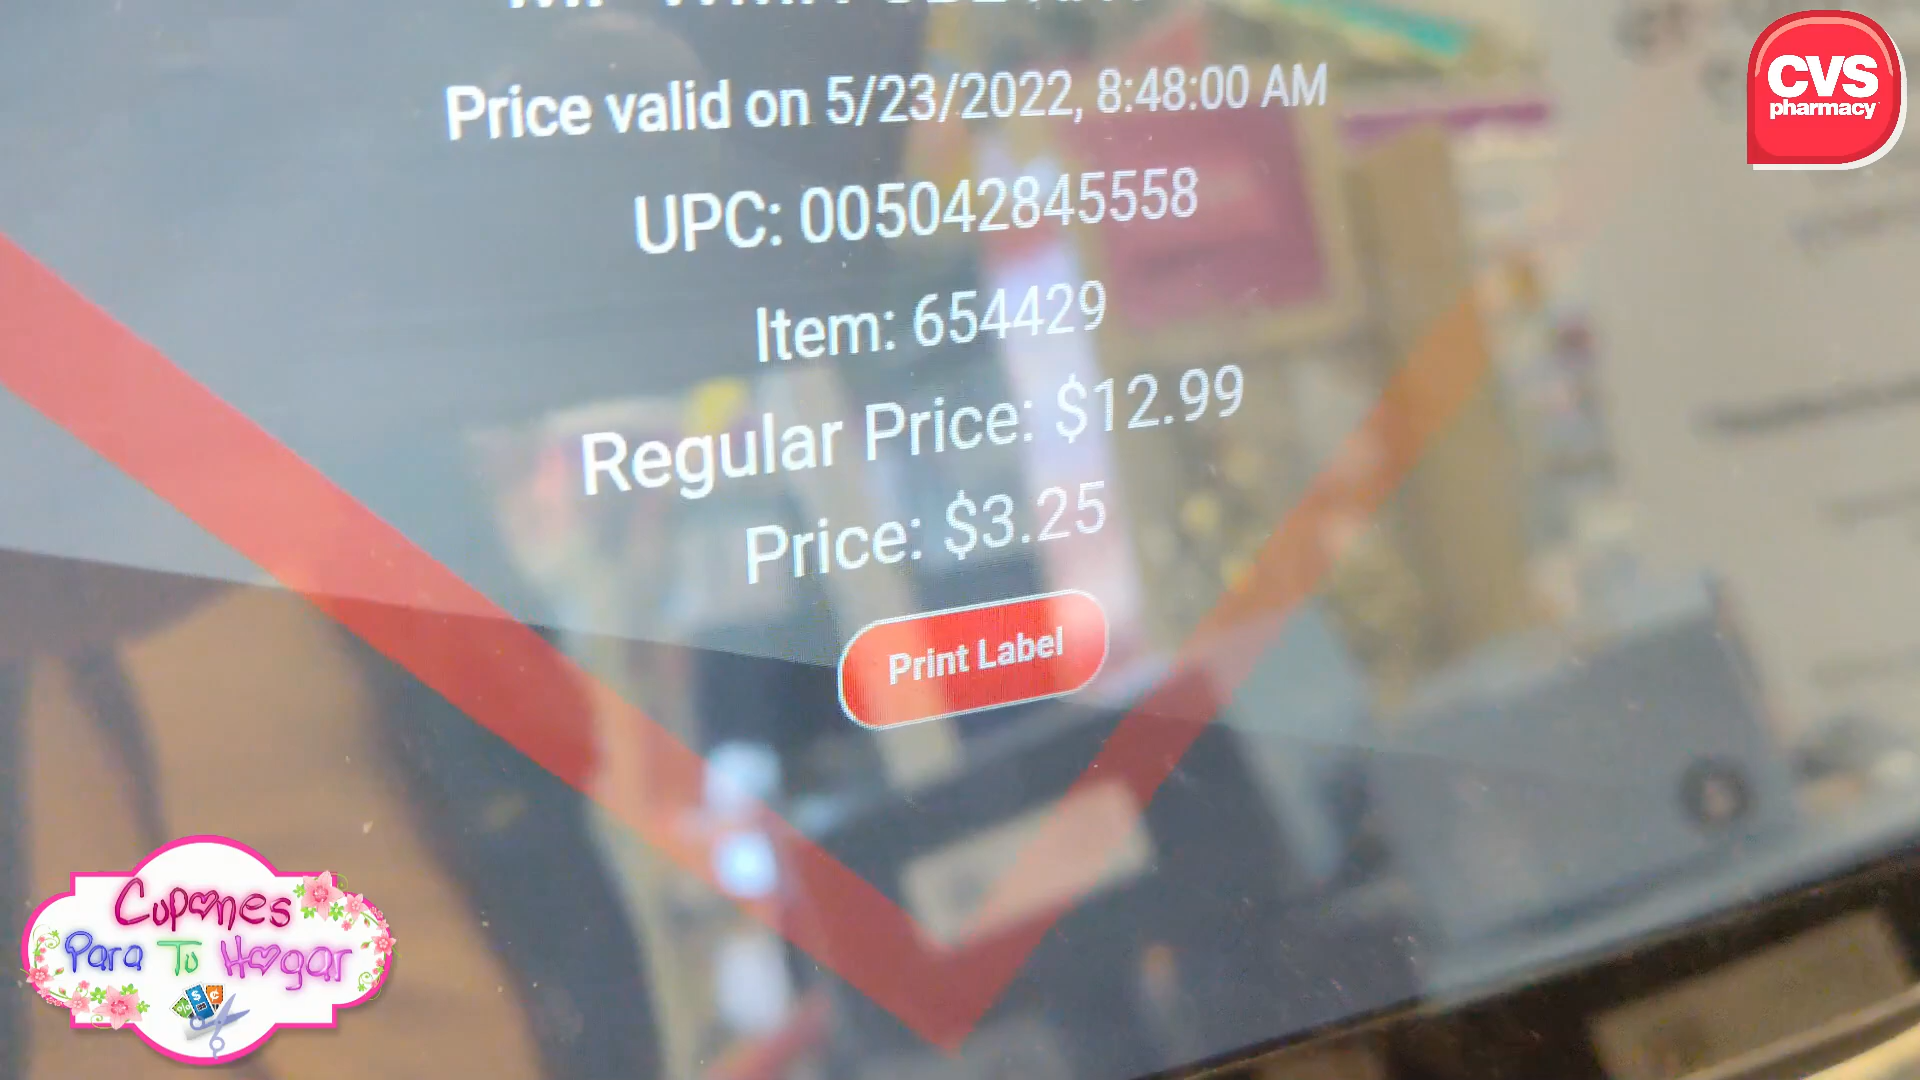 CVS
pharmacy
Price valid on 5/23/2022, 8:48:00 AM
UPC: 005042845558
Item: 654429
Regular Price: $12.99
Price: $3.25
Print Label
Cupones
Para Tu Hogar